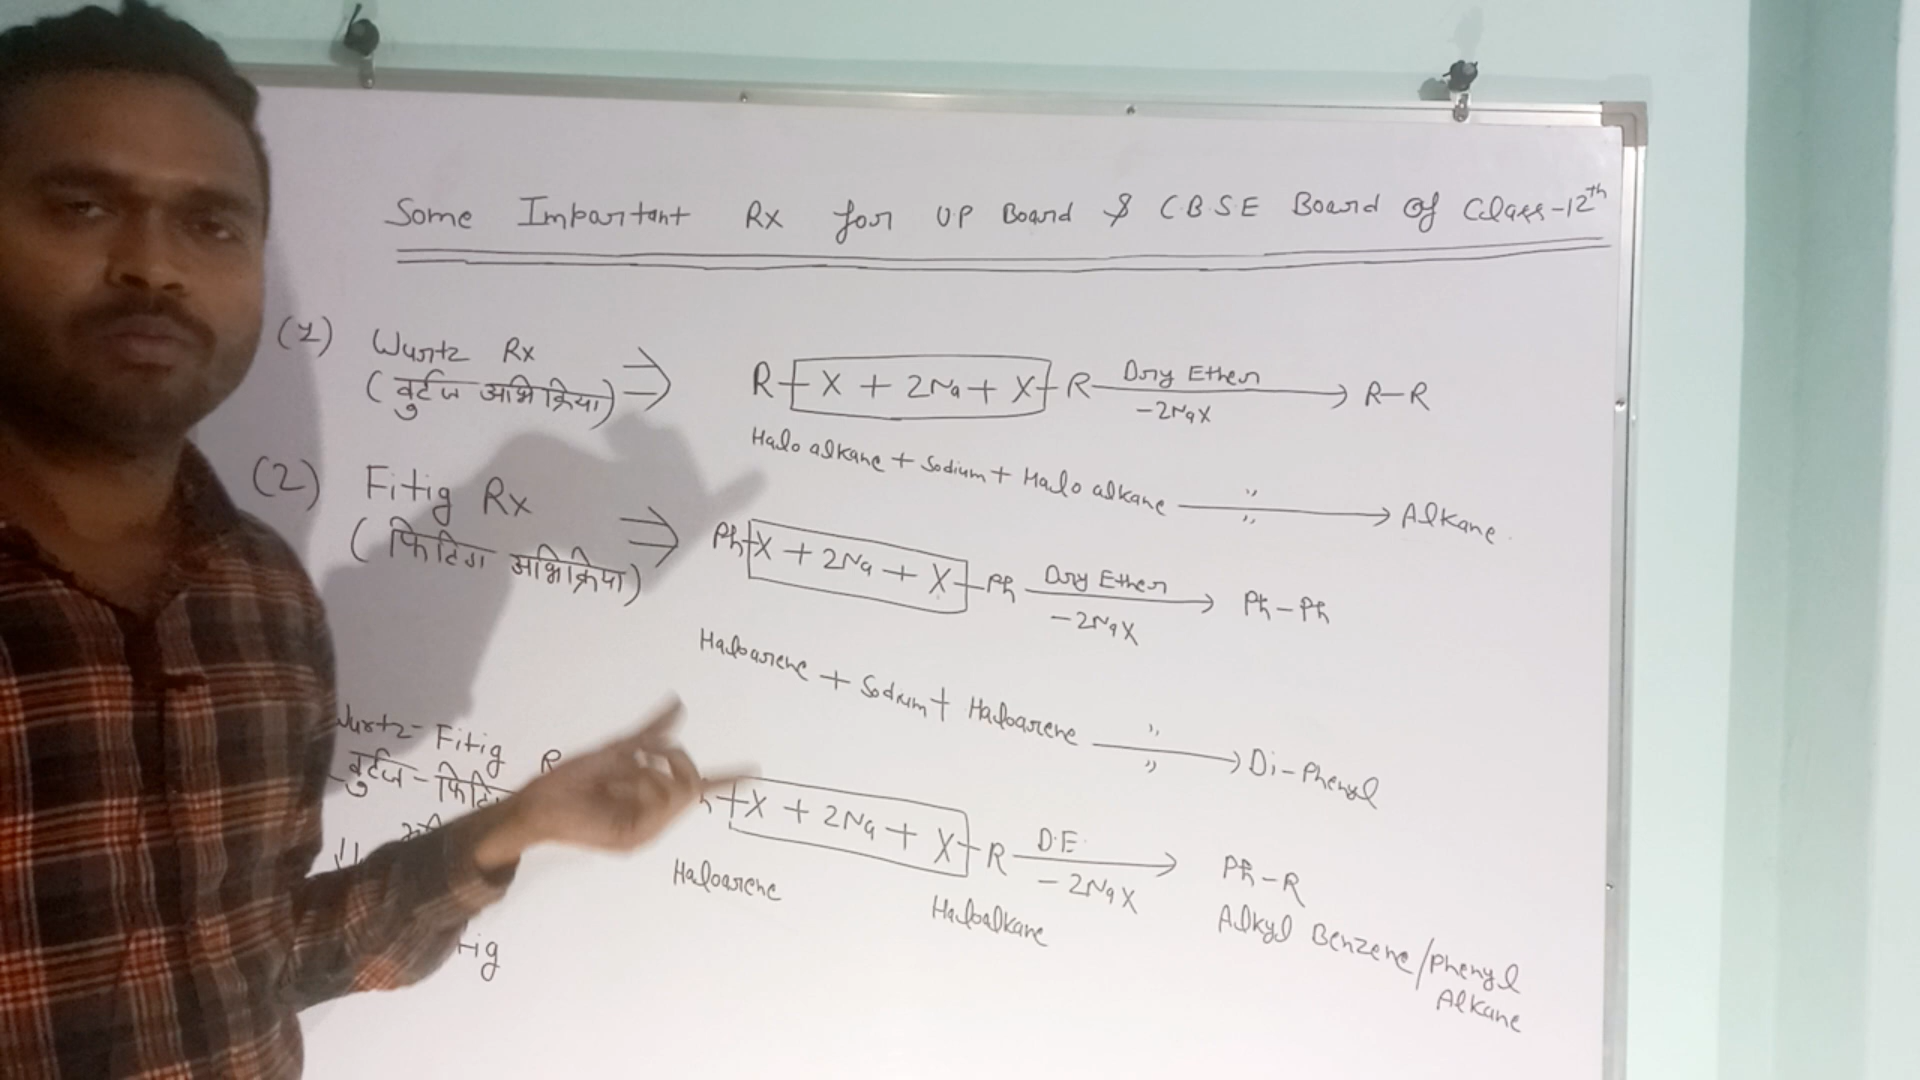 Some Important Rx for UP Board & C.B.S.E Board of Class-12th
(1) Wurtz Rx
(वुर्टज अभिक्रिया)
⇒ R-X + 2Na + X-R Dry Ether → R-R
-2NaX
Halo alkane + Sodium + Halo alkane " → Alkane
"
(2) Fitig Rx
(फिटिग अभिक्रिया)
⇒ Ph-X + 2Na + X-Ph Dry Ether → Ph-Ph
-2NaX
Haloarene + Sodium + Haloarene " → Di-Phenyl
"
Wurtz-Fitig
वुर्टज-
-X + 2Na + X-R D.E. → Ph-R
-2NaX
Haloarene Haloalkane Alkyl Benzene/Phenyl
Alkane